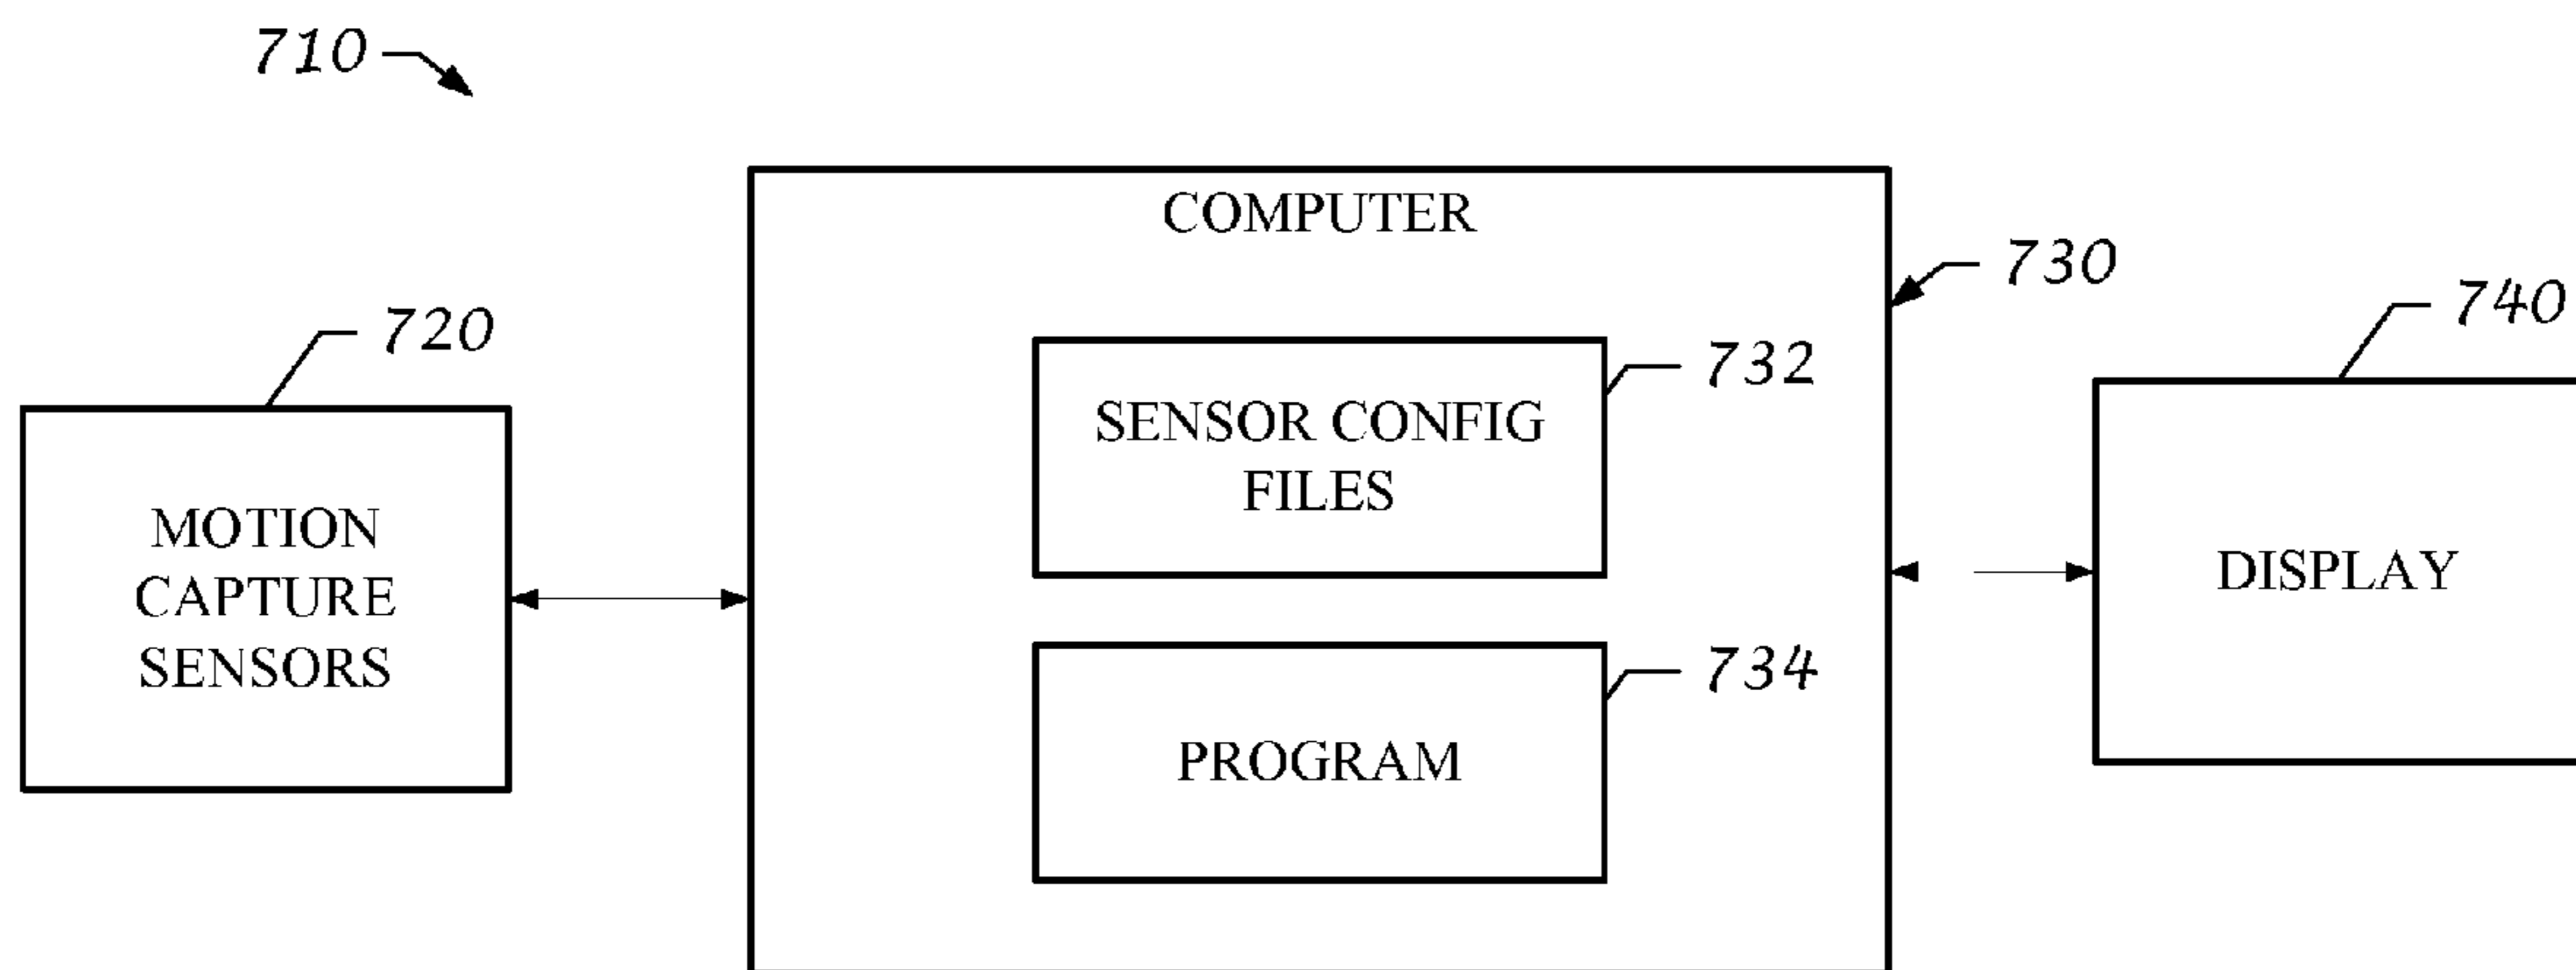 710
COMPUTER
730
740
720
732
SENSOR CONFIG
FILES
MOTION
CAPTURE
SENSORS
DISPLAY
734
PROGRAM